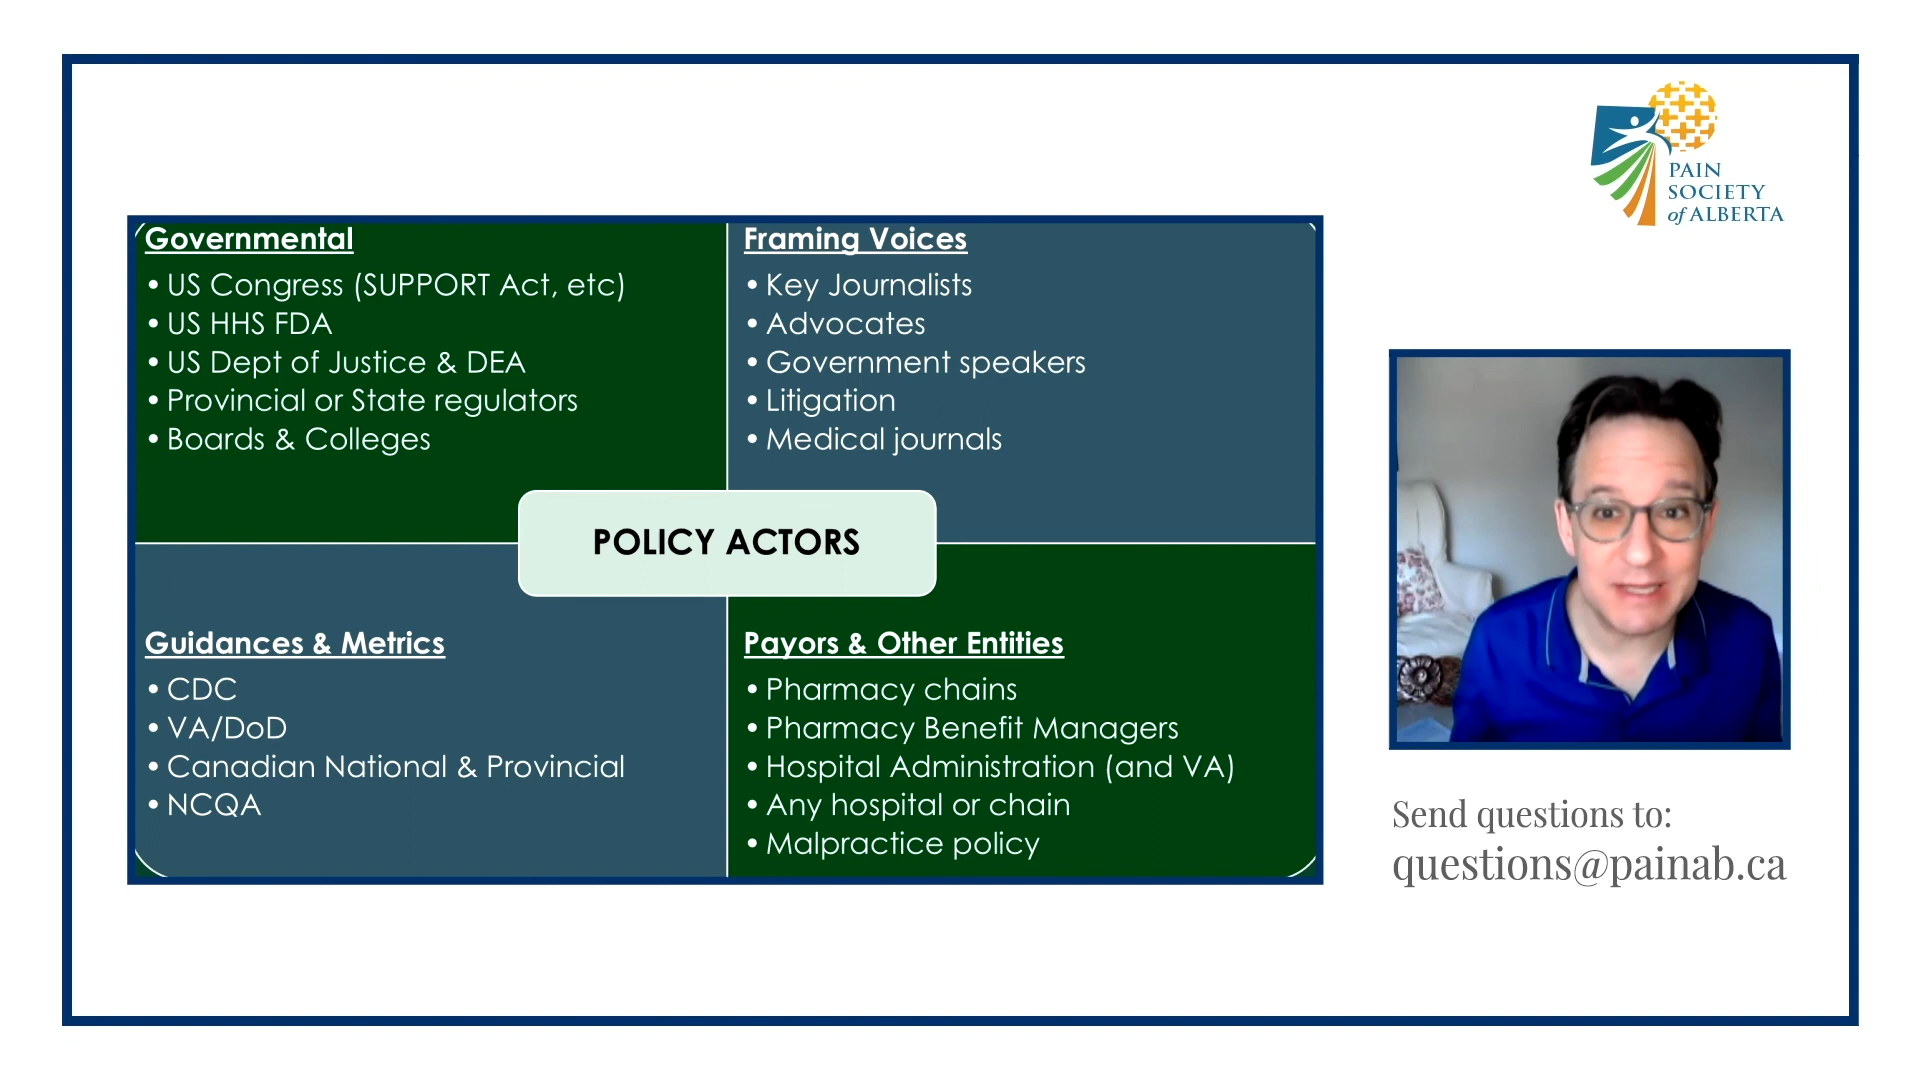 PAIN
SOCIETY
of ALBERTA
Governmental
• US Congress (SUPPORT Act, etc)
• US HHS FDA
• US Dept of Justice & DEA
• Provincial or State regulators
• Boards & Colleges
Framing Voices
• Key Journalists
• Advocates
• Government speakers
• Litigation
• Medical journals
POLICY ACTORS
Guidances & Metrics
• CDC
• VA/DoD
• Canadian National & Provincial
• NCQA
Payors & Other Entities
• Pharmacy chains
• Pharmacy Benefit Managers
• Hospital Administration (and VA)
• Any hospital or chain
• Malpractice policy
Send questions to:
questions@painab.ca